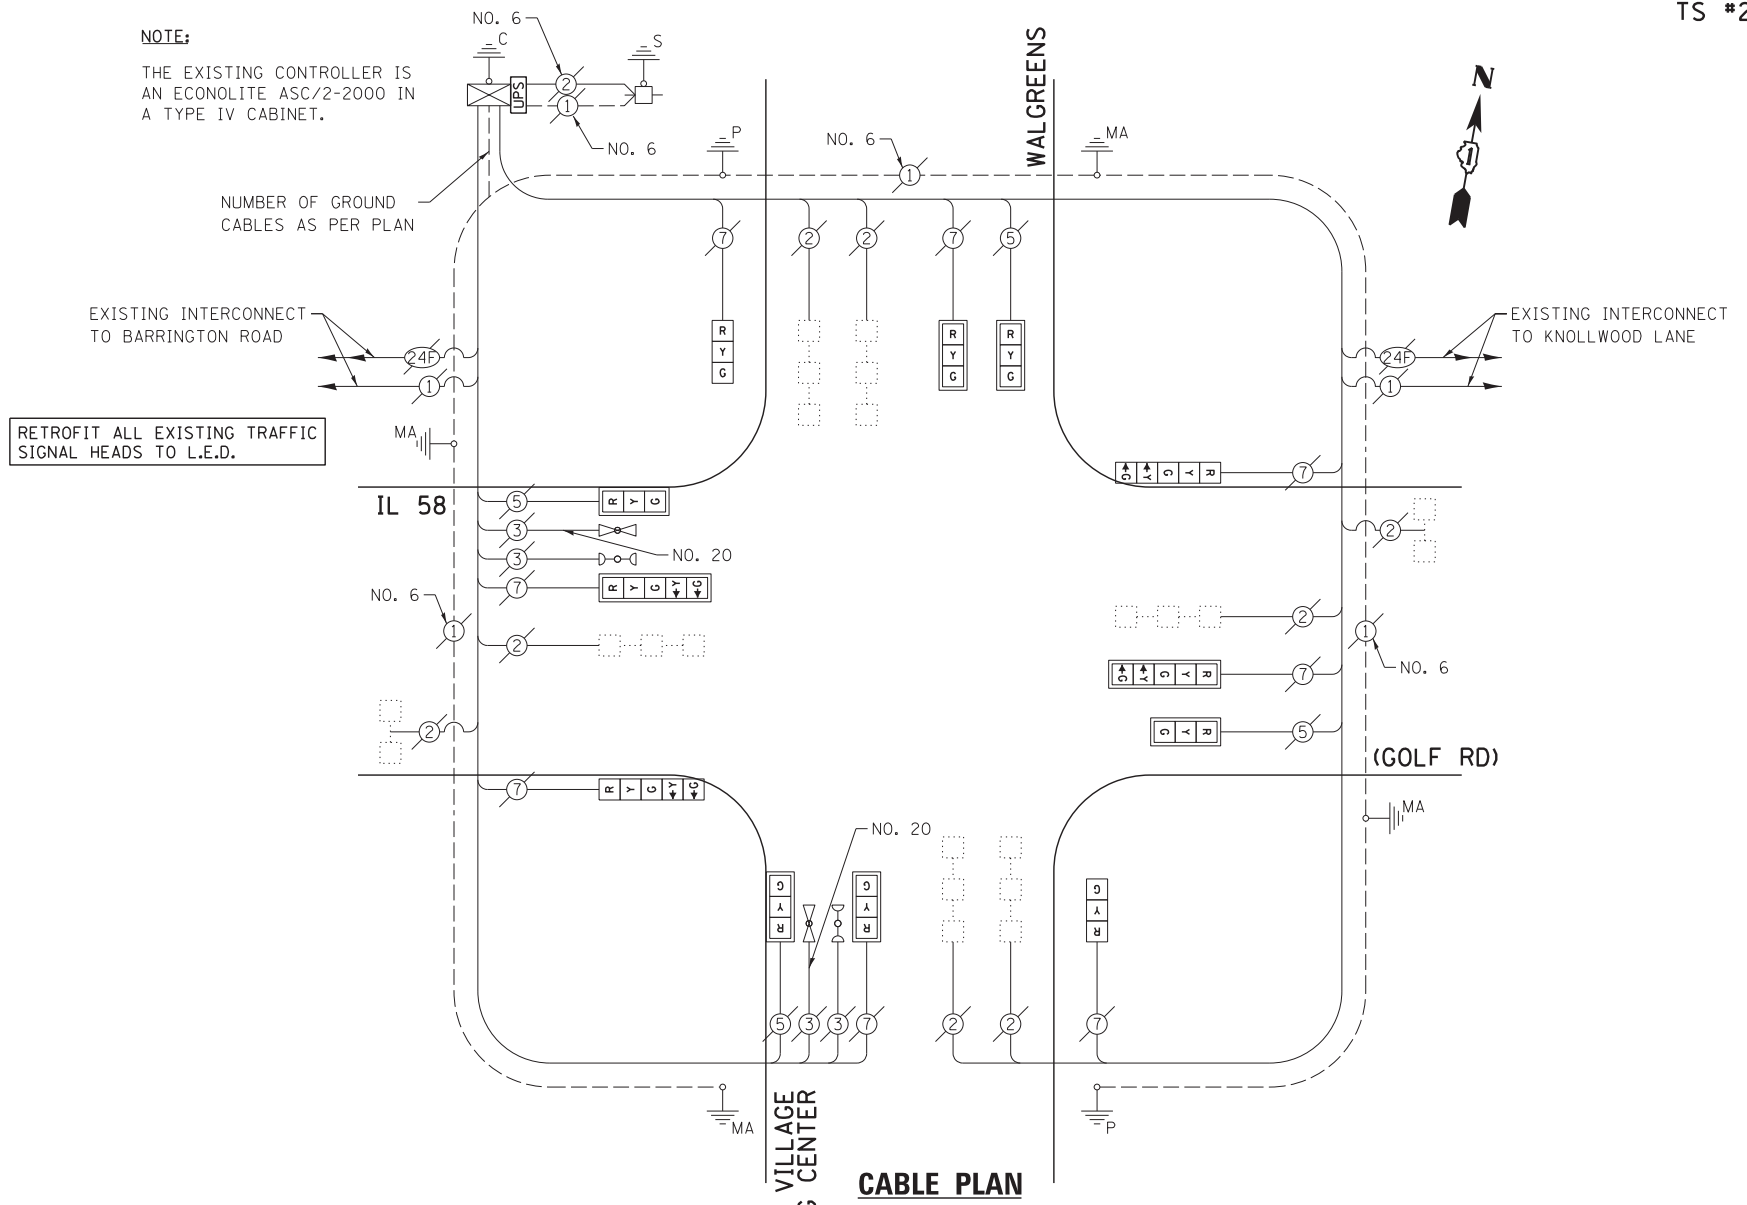 TS #2
NOTE:
THE EXISTING CONTROLLER IS
AN ECONOLITE ASC/2-2000 IN
A TYPE IV CABINET.
NO. 6
C
S
UPS
2
1
NO. 6
NUMBER OF GROUND
CABLES AS PER PLAN
P
NO. 6
1
WALGREENS
MA
N
1
7
2
2
7
5
R
Y
G
R
Y
G
R
Y
G
EXISTING INTERCONNECT
TO BARRINGTON ROAD
24F
1
EXISTING INTERCONNECT
TO KNOLLWOOD LANE
24F
1
RETROFIT ALL EXISTING TRAFFIC
SIGNAL HEADS TO L.E.D.
MA
IL 58
5
R Y G
3
NO. 20
3
7
R Y G Y G
NO. 6
1
2
2
7
R Y G Y G
G Y G Y R
7
2
2
1
NO. 6
G Y G Y R
7
G Y R
5
(GOLF RD)
MA
NO. 20
G
Y
R
G
Y
R
G
Y
R
5
3
3
7
2
2
7
MA
P
VILLAGE
CENTER
CABLE PLAN